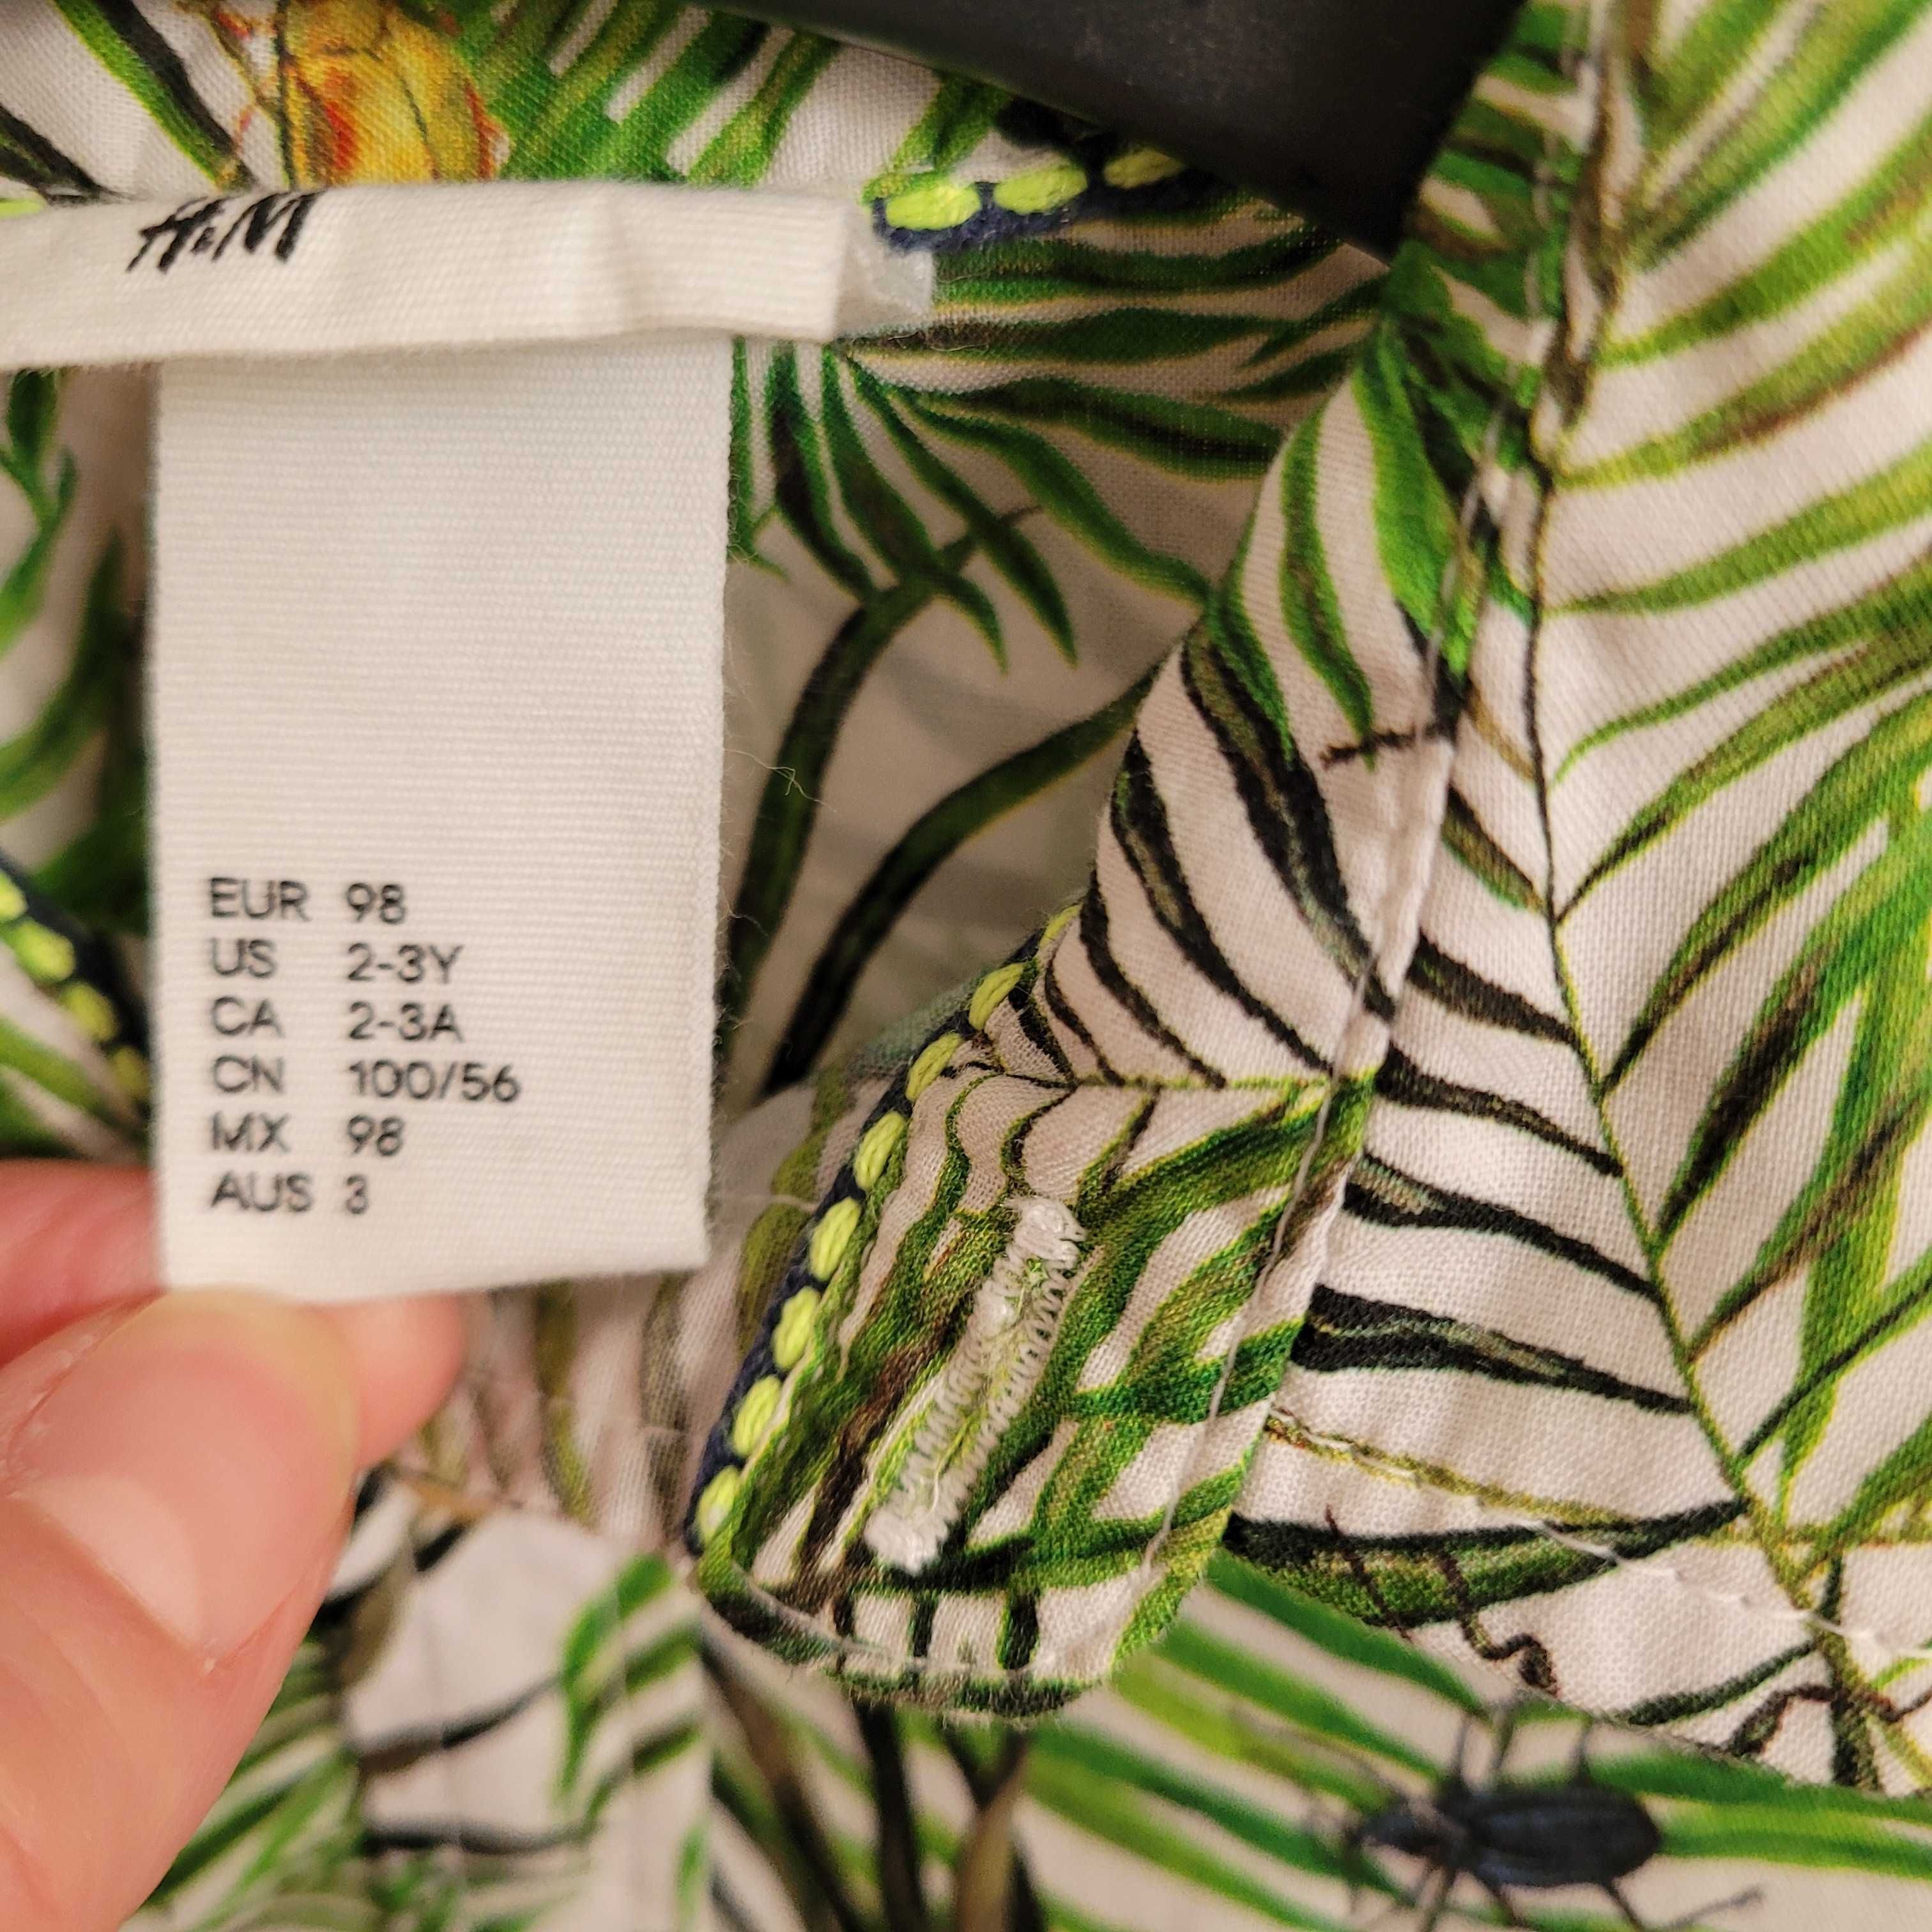 H&M
EUR 98
US 2-3Y
CA 2-3A
CN 100/56
MX 98
AUS 3